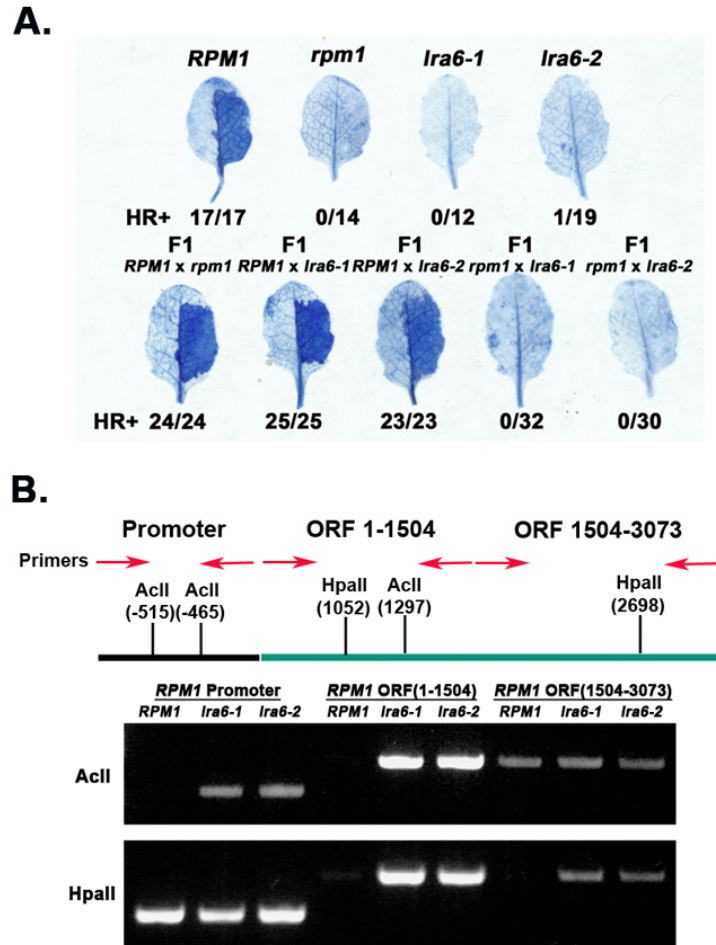 A.
RPM1 rpm1 lra6-1 lra6-2
HR+ 17/17 0/14 0/12 1/19
F1 F1 F1 F1 F1
RPM1 x rpm1 RPM1 x lra6-1 RPM1 x lra6-2 rpm1 x lra6-1 rpm1 x lra6-2
HR+ 24/24 25/25 23/23 0/32 0/30
B.
Promoter ORF 1-1504 ORF 1504-3073
Primers
AclI AclI HpaII AclI HpaII
(-515) (-465) (1052) (1297) (2698)
RPM1 Promoter RPM1 ORF(1-1504) RPM1 ORF(1504-3073)
RPM1 lra6-1 lra6-2 RPM1 lra6-1 lra6-2 RPM1 lra6-1 lra6-2
AclI
HpaII